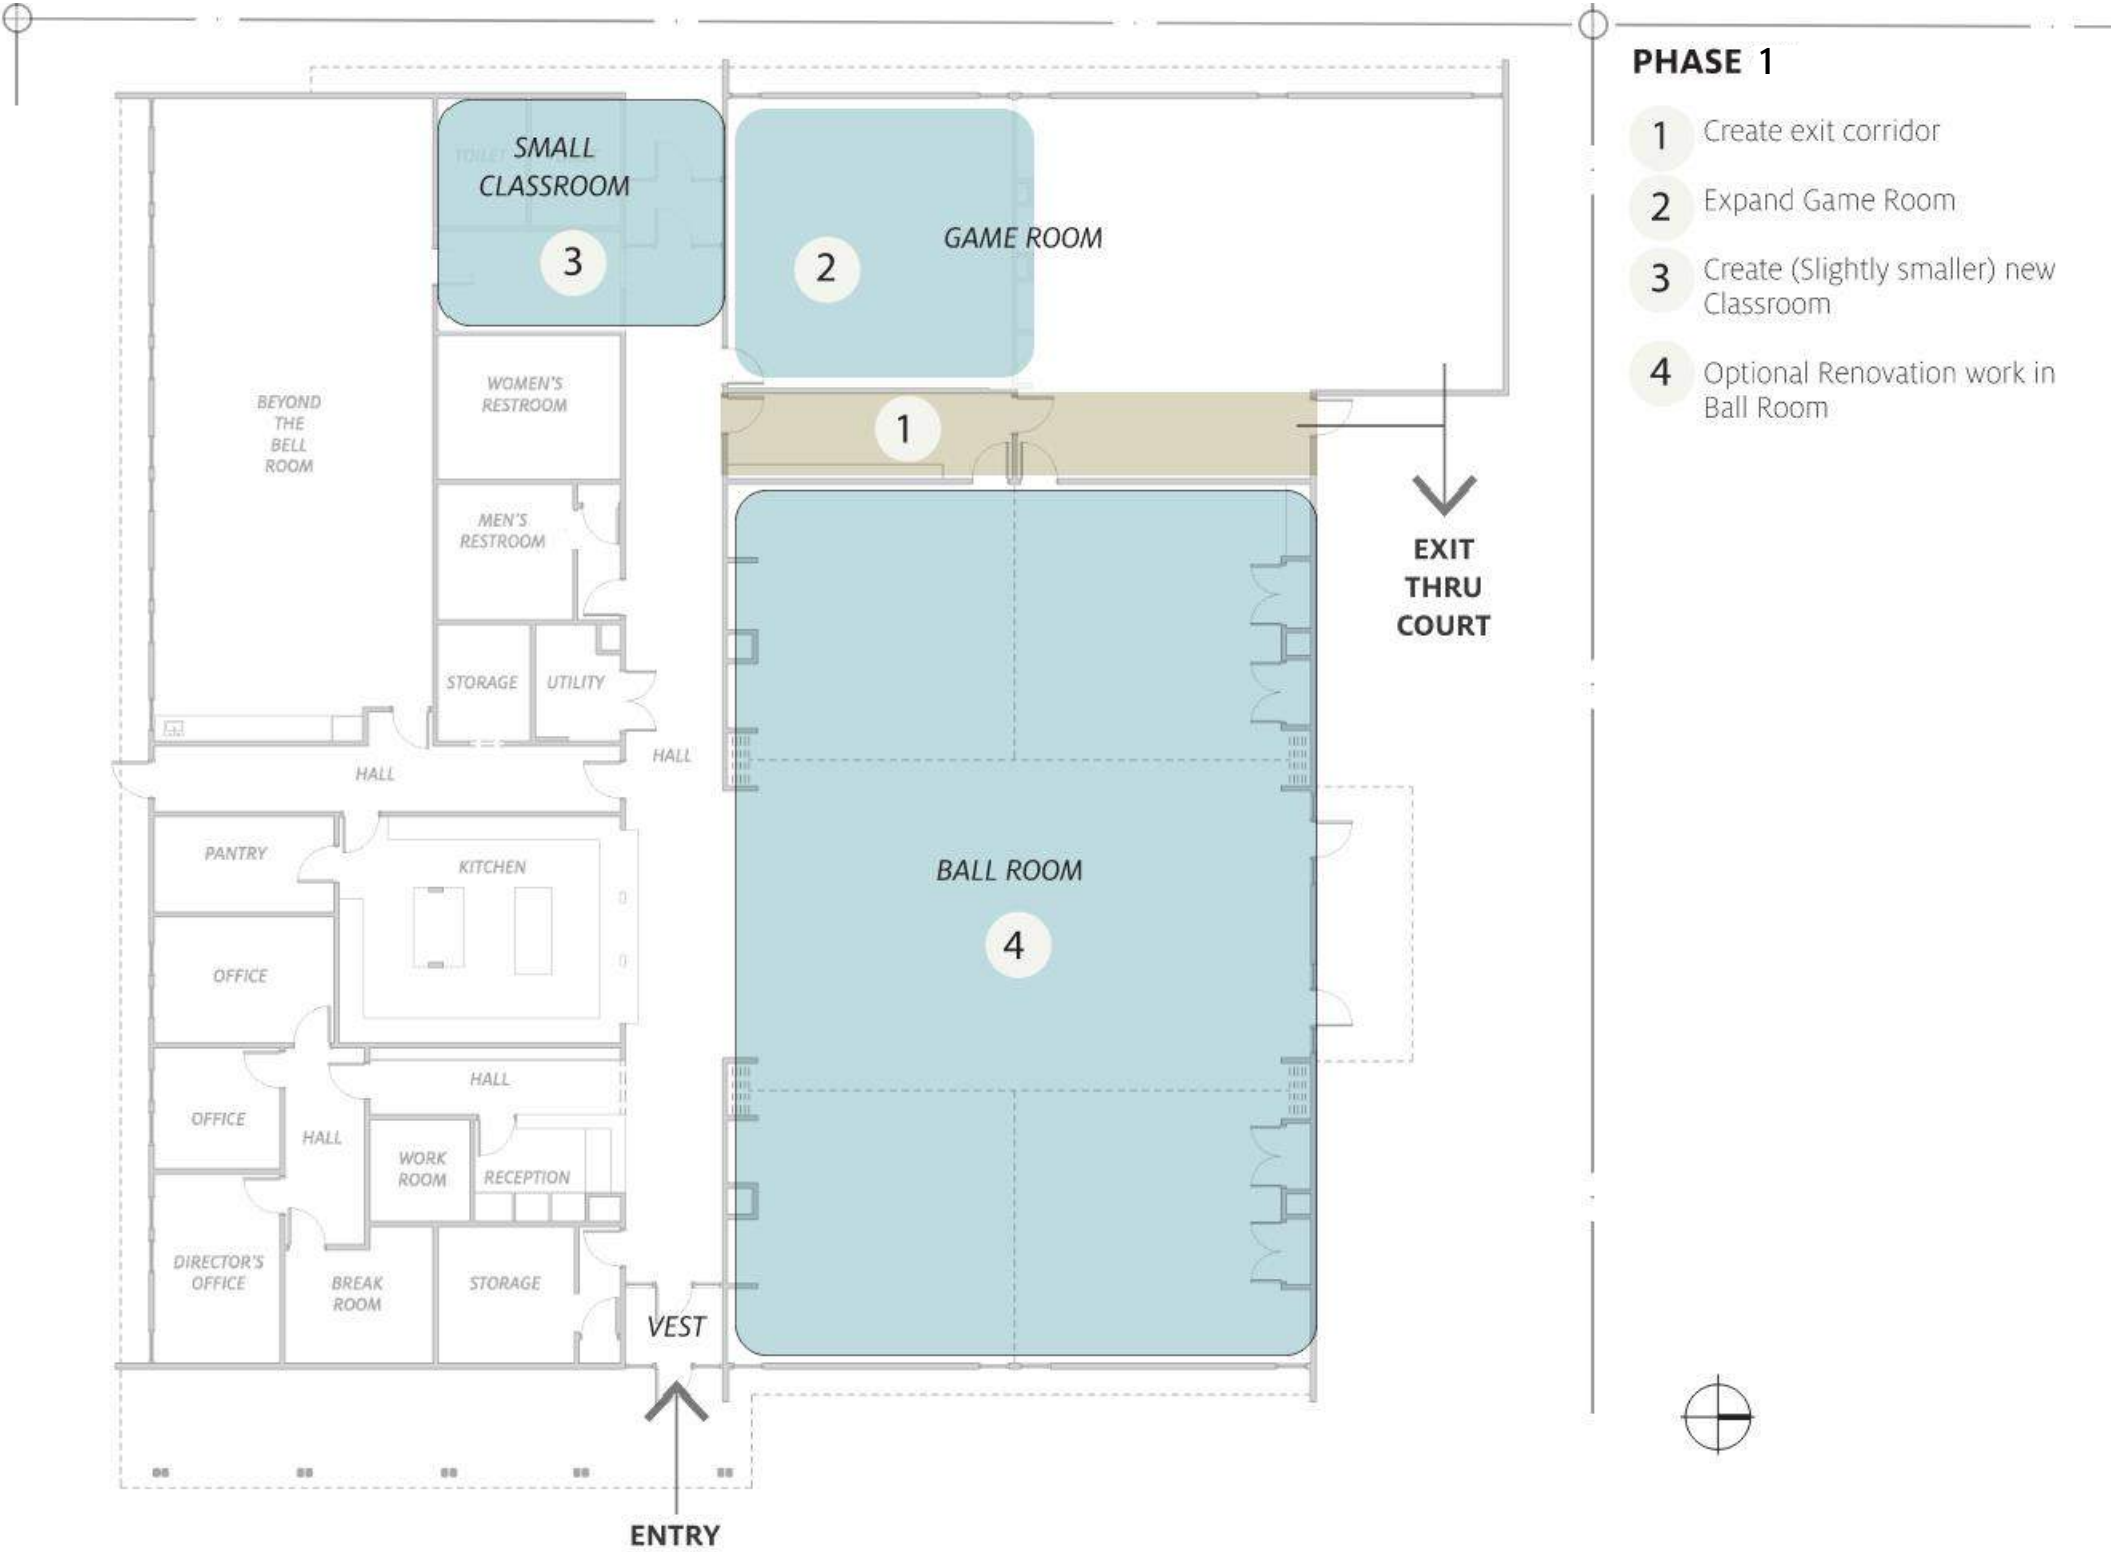 PHASE 1
1 Create exit corridor
2 Expand Game Room
3 Create (Slightly smaller) new
Classroom
4 Optional Renovation work in
Ball Room
TOILET
SMALL
CLASSROOM
3
2
GAME ROOM
1
WOMEN'S
RESTROOM
BEYOND
THE
BELL
ROOM
MEN'S
RESTROOM
EXIT
THRU
COURT
STORAGE
UTILITY
HALL
HALL
PANTRY
KITCHEN
BALL ROOM
4
OFFICE
HALL
OFFICE
HALL
WORK
ROOM
RECEPTION
DIRECTOR'S
OFFICE
BREAK
ROOM
STORAGE
VEST
ENTRY